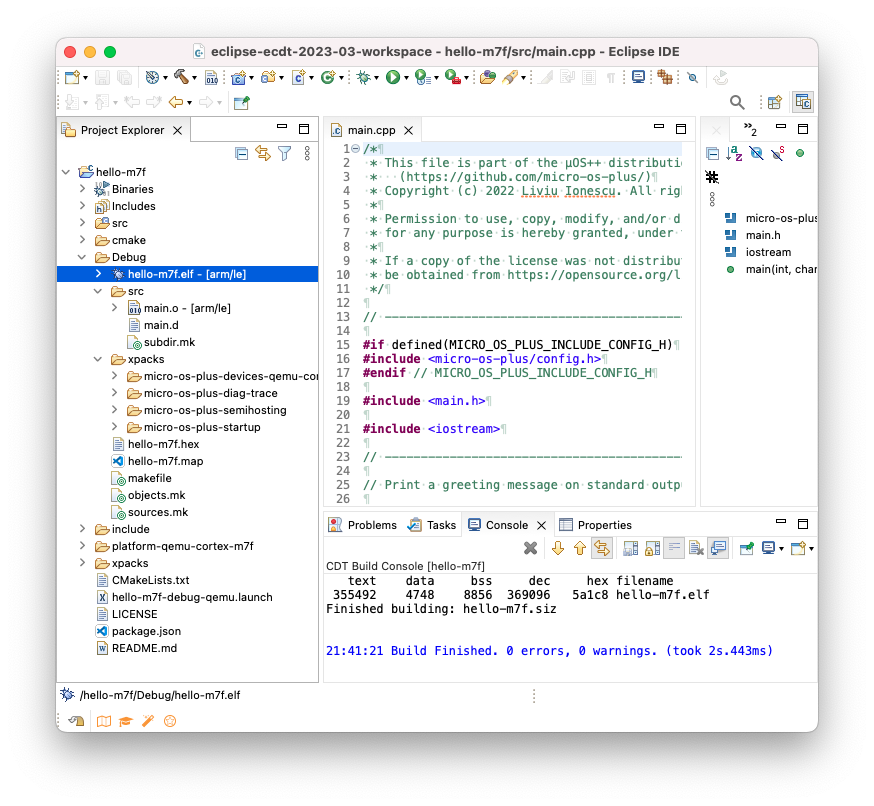 eclipse-ecdt-2023-03-workspace - hello-m7f/src/main.cpp - Eclipse IDE
Project Explorer
hello-m7f
Binaries
Includes
src
cmake
Debug
hello-m7f.elf - [arm/le]
src
main.o - [arm/le]
main.d
subdir.mk
xpacks
micro-os-plus-devices-qemu-cor
micro-os-plus-diag-trace
micro-os-plus-semihosting
micro-os-plus-startup
hello-m7f.hex
hello-m7f.map
makefile
objects.mk
sources.mk
include
platform-qemu-cortex-m7f
xpacks
CMakeLists.txt
hello-m7f-debug-qemu.launch
LICENSE
package.json
README.md
main.cpp
1 /*¶
2 * This file is part of the µOS++ distributi
3 * (https://github.com/micro-os-plus/)¶
4 * Copyright (c) 2022 Liviu Ionescu. All righ
5 *¶
6 * Permission to use, copy, modify, and/or d
7 * for any purpose is hereby granted, under
8 *¶
9 * If a copy of the license was not distribut
10 * be obtained from https://opensource.org/l
11 */¶
12 ¶
13 // -----------------------------------------
14 ¶
15 #if defined(MICRO_OS_PLUS_INCLUDE_CONFIG_H)¶
16 #include <micro-os-plus/config.h>¶
17 #endif // MICRO_OS_PLUS_INCLUDE_CONFIG_H¶
18 ¶
19 #include <main.h>¶
20 ¶
21 #include <iostream>¶
22 ¶
23 // -----------------------------------------
24 ¶
25 // Print a greeting message on standard outp
26 ¶
»2
micro-os-plus
main.h
iostream
main(int, char
Problems Tasks Console Properties
CDT Build Console [hello-m7f]
text data bss dec hex filename
355492 4748 8856 369096 5a1c8 hello-m7f.elf
Finished building: hello-m7f.siz
21:41:21 Build Finished. 0 errors, 0 warnings. (took 2s.443ms)
/hello-m7f/Debug/hello-m7f.elf